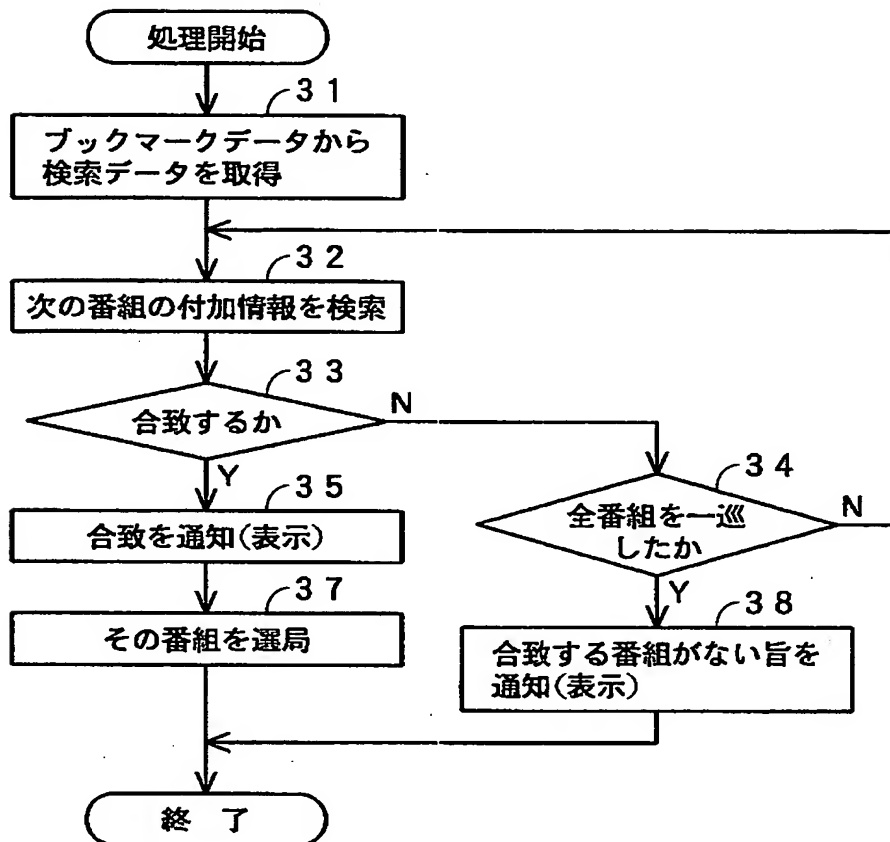 処理開始
31
ブックマークデータから
検索データを取得
32
次の番組の付加情報を検索
33
合致するか
N
Y
34
全番組を一巡
したか
N
Y
35
合致を通知(表示)
37
その番組を選局
38
合致する番組がない旨を
通知(表示)
終 了